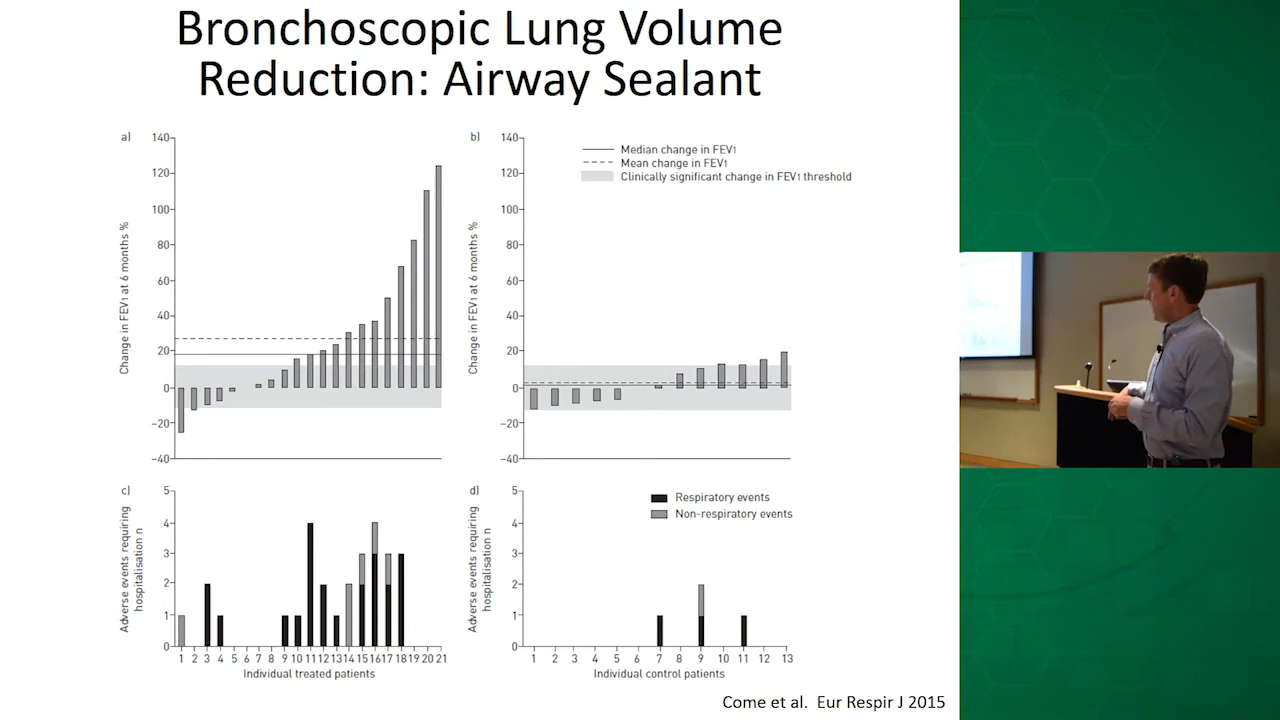 Bronchoscopic Lung Volume
Reduction: Airway Sealant
a)
140
120
100
80
60
40
20
0
–20
–40
Change in FEV1 at 6 months %
b)
140
120
100
80
60
40
20
0
–20
–40
Change in FEV1 at 6 months %
Median change in FEV1
Mean change in FEV1
Clinically significant change in FEV1 threshold
c)
5
4
3
2
1
0
Adverse events requiring
hospitalisation n
1 2 3 4 5 6 7 8 9 10 11 12 13 14 15 16 17 18 19 20 21
Individual treated patients
d)
5
4
3
2
1
0
Adverse events requiring
hospitalisation n
Respiratory events
Non-respiratory events
1 2 3 4 5 6 7 8 9 10 11 12 13
Individual control patients
Come et al. Eur Respir J 2015